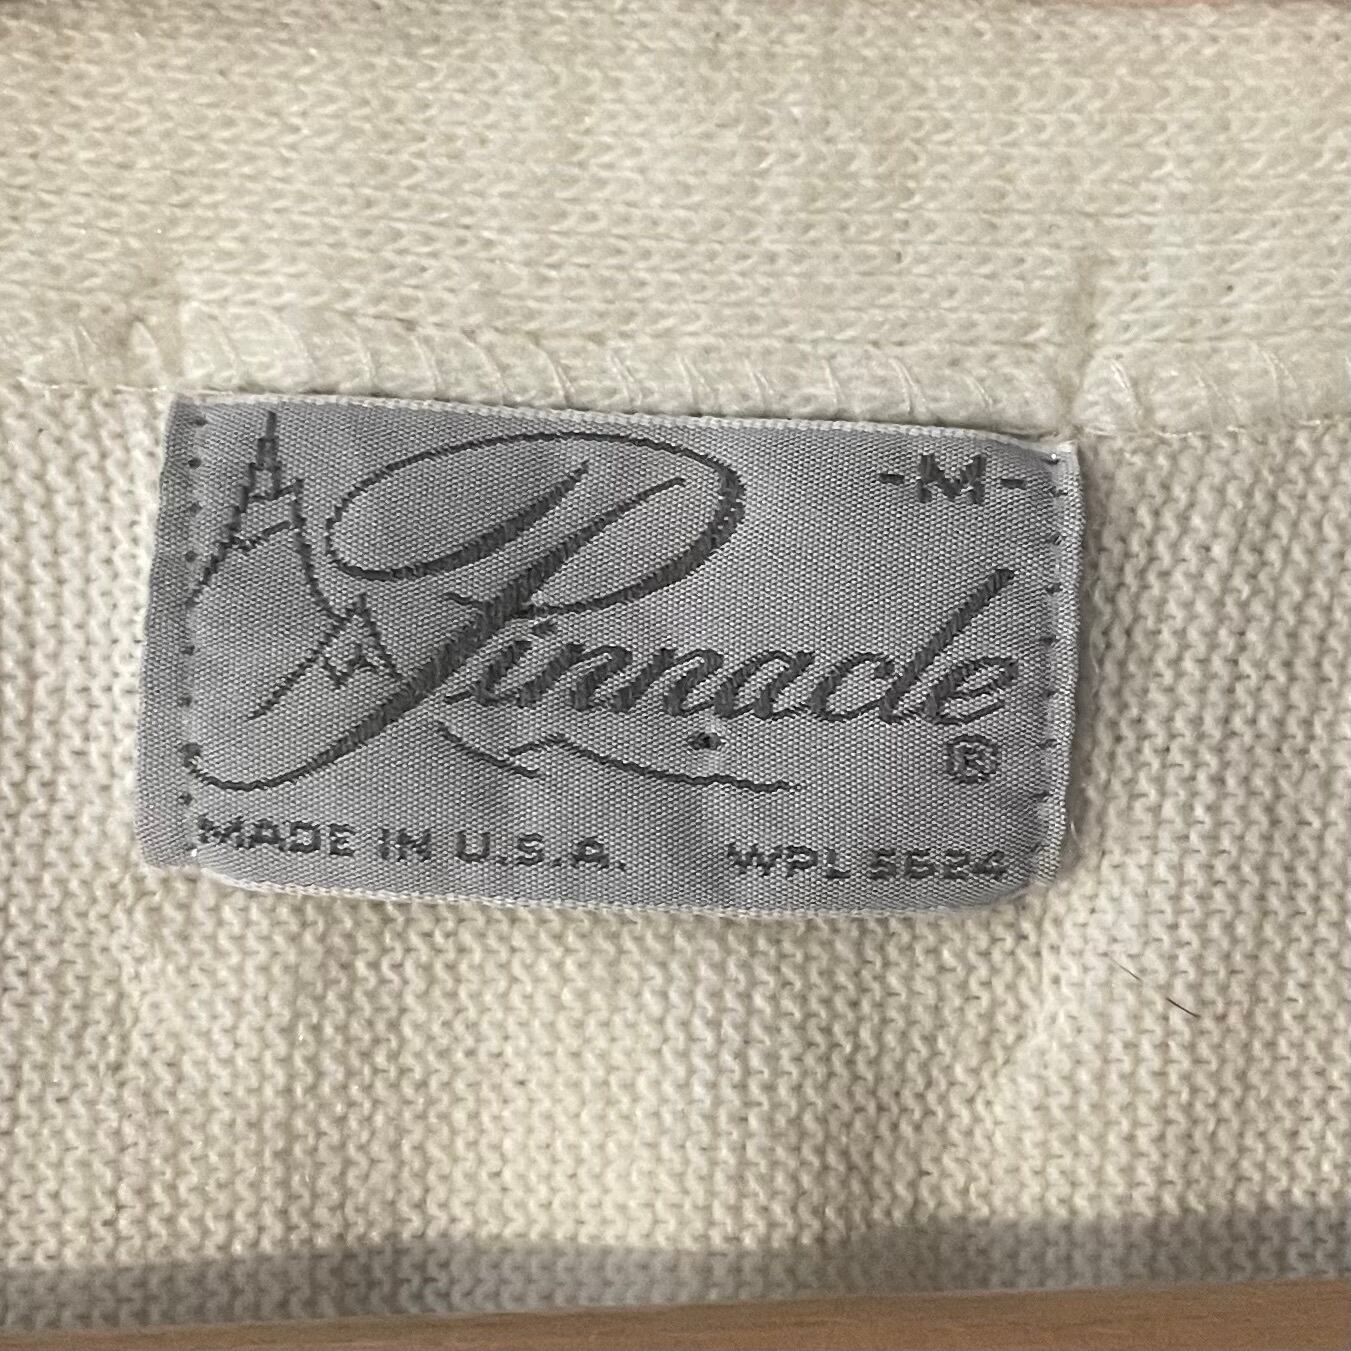 -M-
Pinnacle
®
MADE IN U.S.A. WPL 5624